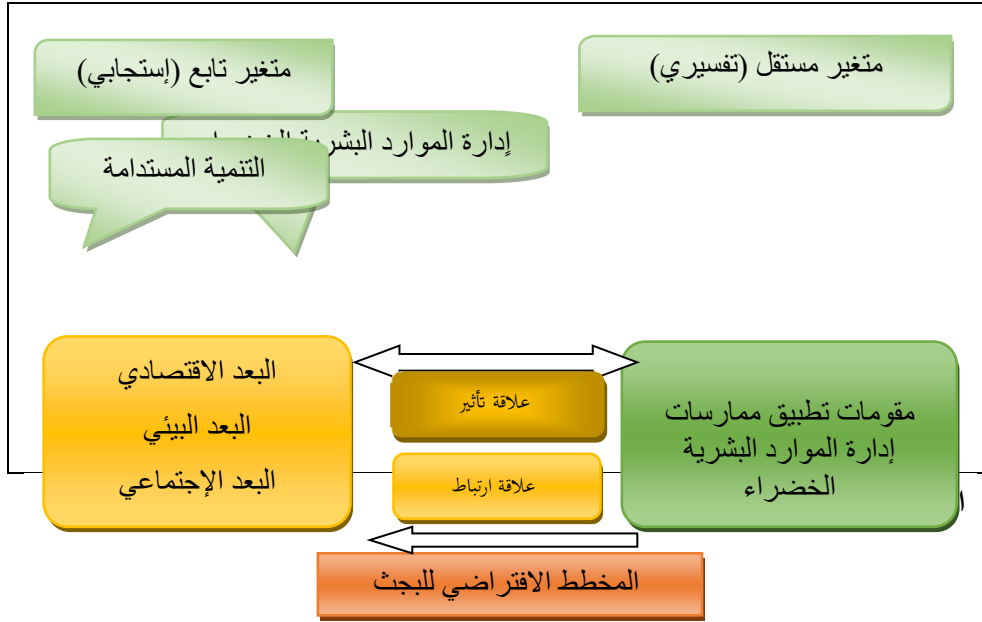 متغير مستقل (تفسيري)
متغير تابع (إستجابي)
إدارة الموارد البشرية
التنمية المستدامة
البعد الاقتصادي
البعد البيئي
البعد الإجتماعي
علاقة تأثير
علاقة ارتباط
مقومات تطبيق ممارسات
إدارة الموارد البشرية
الخضراء
المخطط الافتراضي للبجث